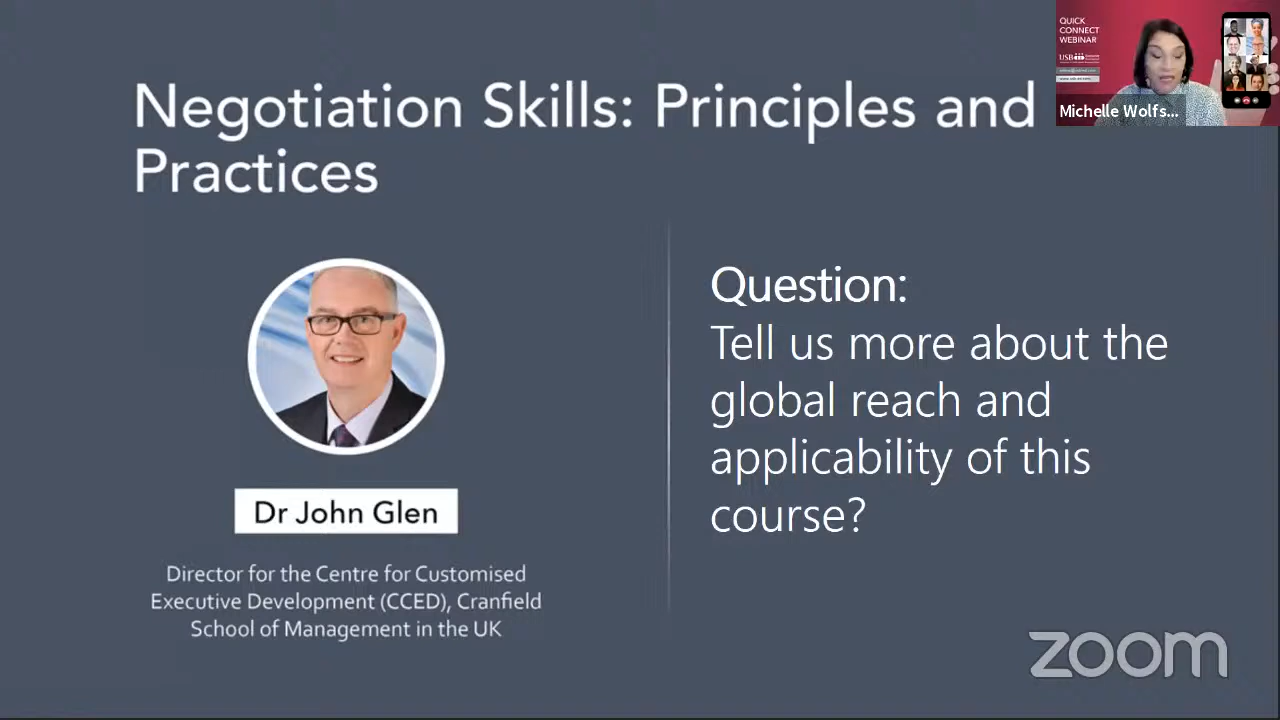 Negotiation Skills: Principles and
Practices
QUICK
CONNECT
WEBINAR
USB
Michelle Wolfs...
Question:
Tell us more about the
global reach and
applicability of this
course?
Dr John Glen
Director for the Centre for Customised
Executive Development (CCED), Cranfield
School of Management in the UK
zoom